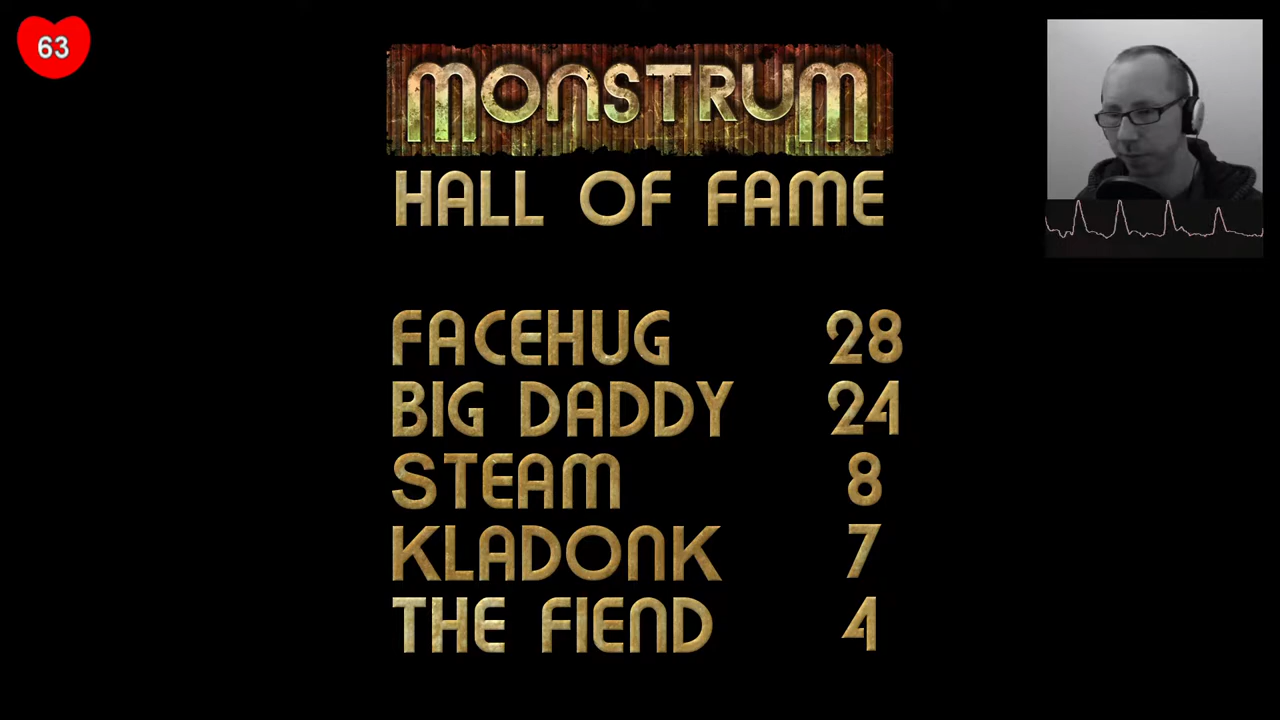 63
MONSTRUM
HALL OF FAME
FACEHUG 28
BIG DADDY 24
STEAM 8
KLADONK 7
THE FIEND 4